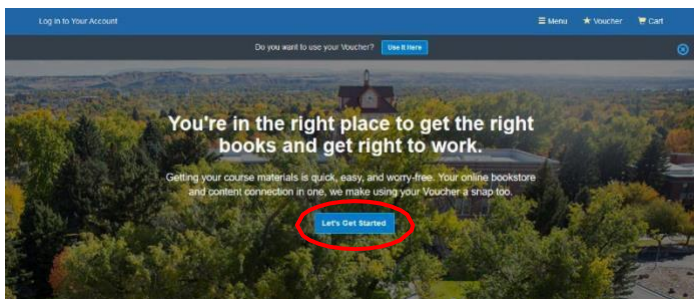 Log in to Your Account
Menu
Voucher
Cart
Do you want to use your Voucher?
Use It Here
You're in the right place to get the right
books and get right to work.
Getting your course materials is quick, easy, and worry-free. Your online bookstore
and content connection in one, we make using your Voucher a snap too.
Let's Get Started